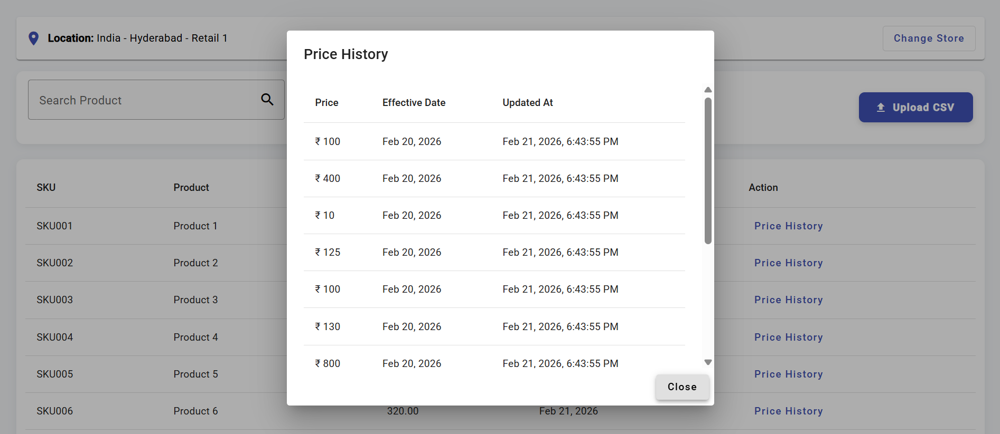 Location: India - Hyderabad - Retail 1
Change Store
Search Product
Upload CSV
SKU Product Action
SKU001 Product 1 Price History
SKU002 Product 2 Price History
SKU003 Product 3 Price History
SKU004 Product 4 Price History
SKU005 Product 5 Price History
SKU006 Product 6 320.00 Feb 21, 2026 Price History
Price History
Price Effective Date Updated At
₹ 100 Feb 20, 2026 Feb 21, 2026, 6:43:55 PM
₹ 400 Feb 20, 2026 Feb 21, 2026, 6:43:55 PM
₹ 10 Feb 20, 2026 Feb 21, 2026, 6:43:55 PM
₹ 125 Feb 20, 2026 Feb 21, 2026, 6:43:55 PM
₹ 100 Feb 20, 2026 Feb 21, 2026, 6:43:55 PM
₹ 130 Feb 20, 2026 Feb 21, 2026, 6:43:55 PM
₹ 800 Feb 20, 2026 Feb 21, 2026, 6:43:55 PM
Close